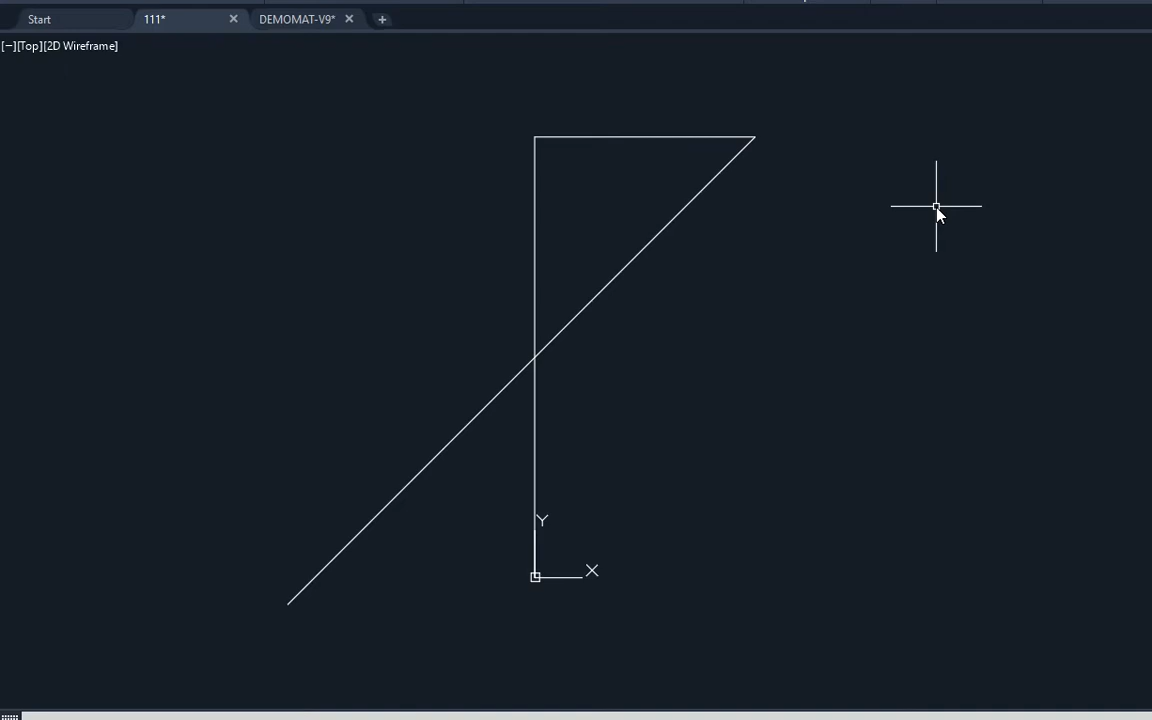 Start 111* DEMOMAT-V9*
[−][Top][2D Wireframe]
Y
X